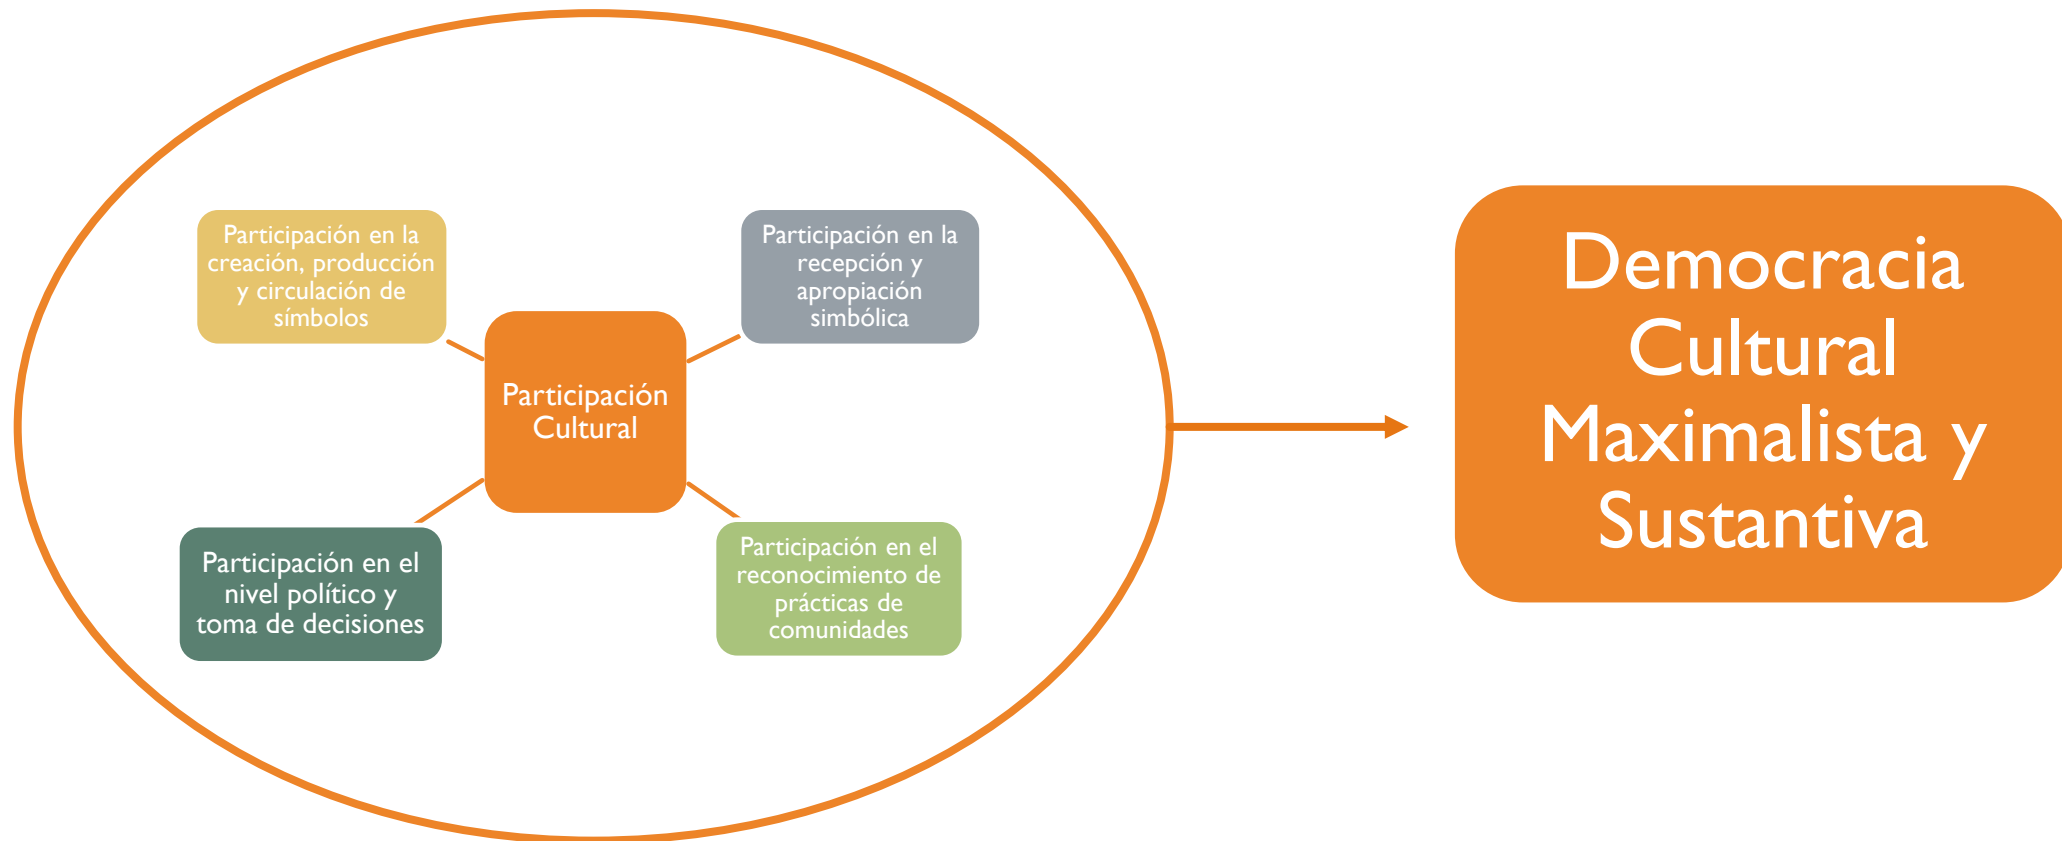 Participación en la
creación, producción
y circulación de
símbolos
Participación en la
recepción y
apropiación
simbólica
Participación
Cultural
Participación en el
nivel político y
toma de decisiones
Participación en el
reconocimiento de
prácticas de
comunidades
Democracia
Cultural
Maximalista y
Sustantiva